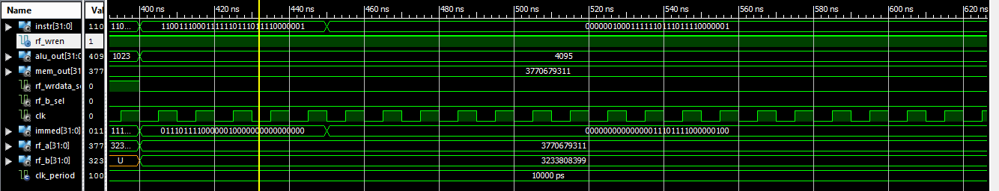 Name Val
400 ns 420 ns 440 ns 460 ns 480 ns 500 ns 520 ns 540 ns 560 ns 580 ns 600 ns 620 ns
instr[31:0] 110 110... 11001110001111110111011110000001 00000010001111110111011110000001
rf_wren 1
alu_out[31:0 409 1023 4095
mem_out[31 377 3770679311
rf_wrdata_s 0
rf_b_sel 0
clk 0
immed[31:0] 011 111... 01110111100000010000000000000000 00000000000000011101111000000100
rf_a[31:0] 377 323... 3770679311
rf_b[31:0] 323 U 3233808399
clk_period 100 10000 ps